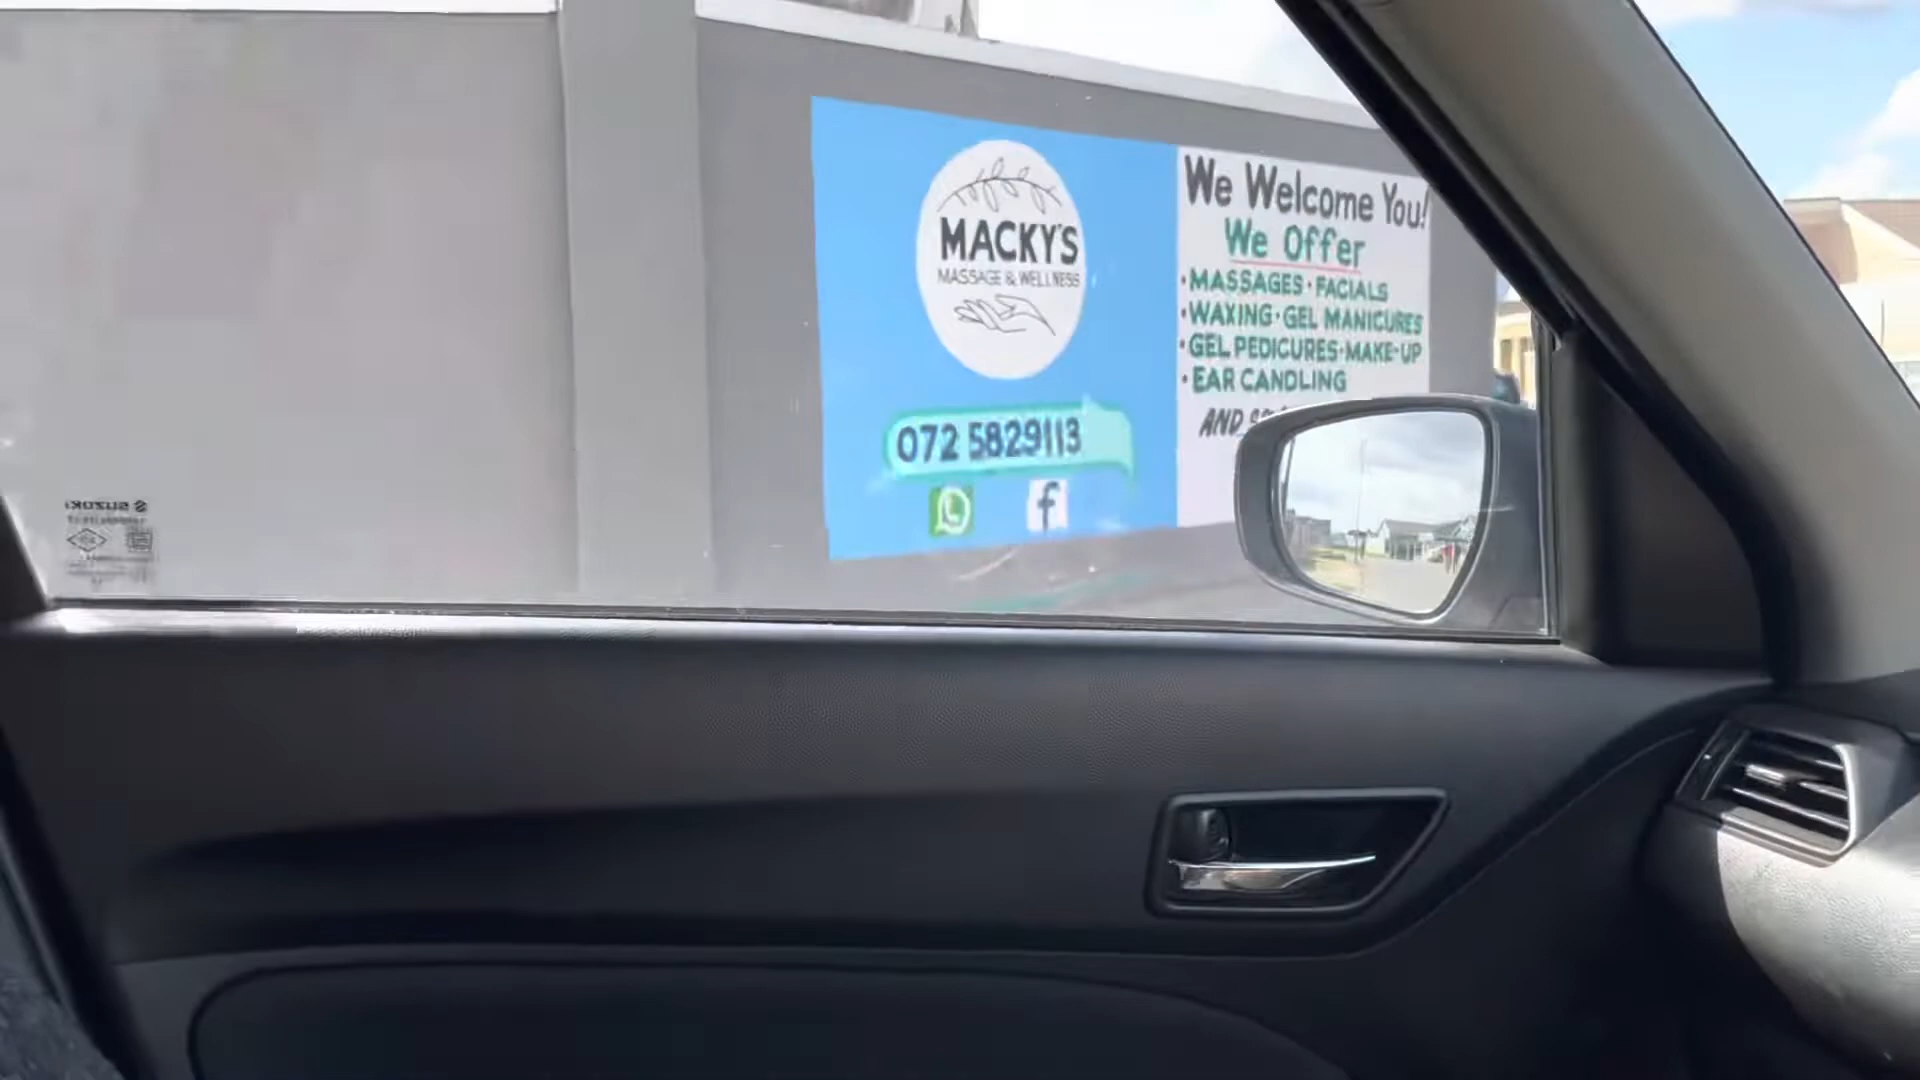 MACKY'S
MASSAGE & WELLNESS
072 5829113
We Welcome You!
We Offer
• MASSAGES • FACIALS
• WAXING • GEL MANICURES
• GEL PEDICURES • MAKE-UP
• EAR CANDLING
AND
SUZUKI